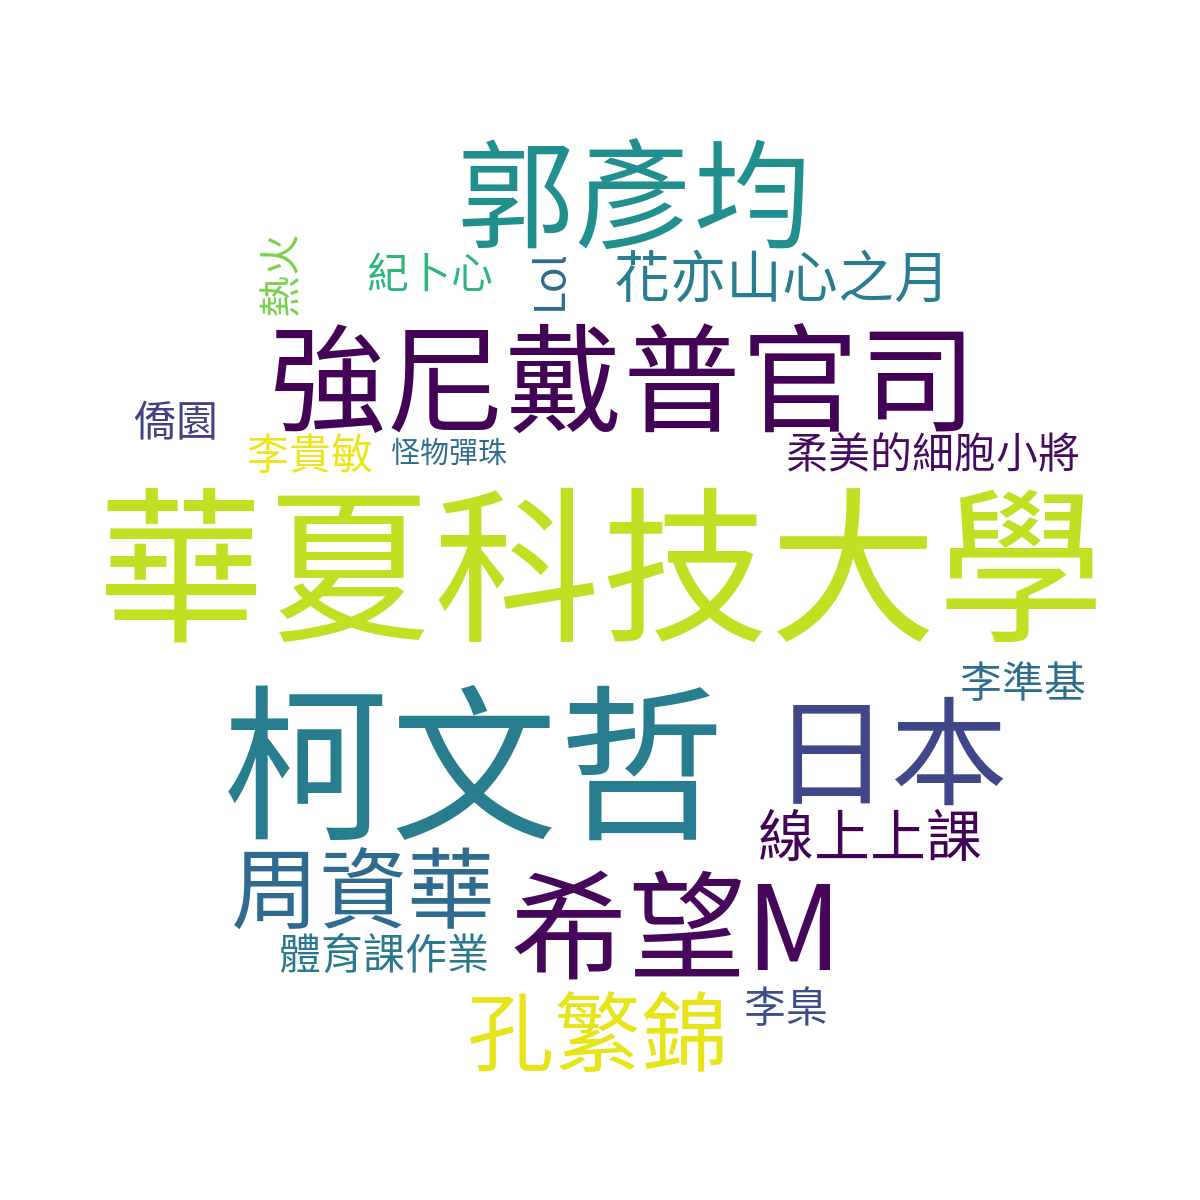 郭彥均
熱火
紀卜心
Lol
花亦山心之月
強尼戴普官司
僑園
李貴敏
怪物彈珠
柔美的細胞小將
華夏科技大學
李準基
柯文哲
日本
線上上課
周資華
希望M
體育課作業
孔繁錦
李㚖